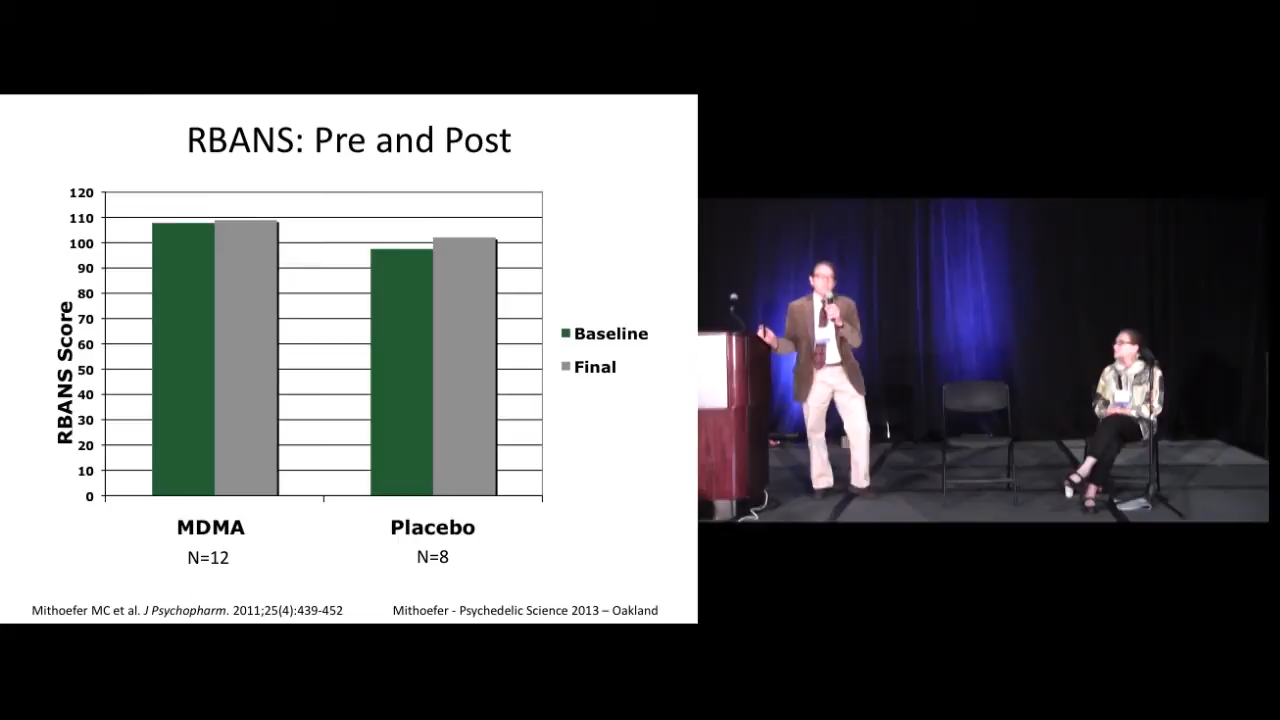 RBANS: Pre and Post
120
110
100
90
80
70
60
50
40
30
20
10
0
RBANS Score
Baseline
Final
MDMA
Placebo
N=12
N=8
Mithoefer MC et al. J Psychopharm. 2011;25(4):439-452
Mithoefer - Psychedelic Science 2013 – Oakland